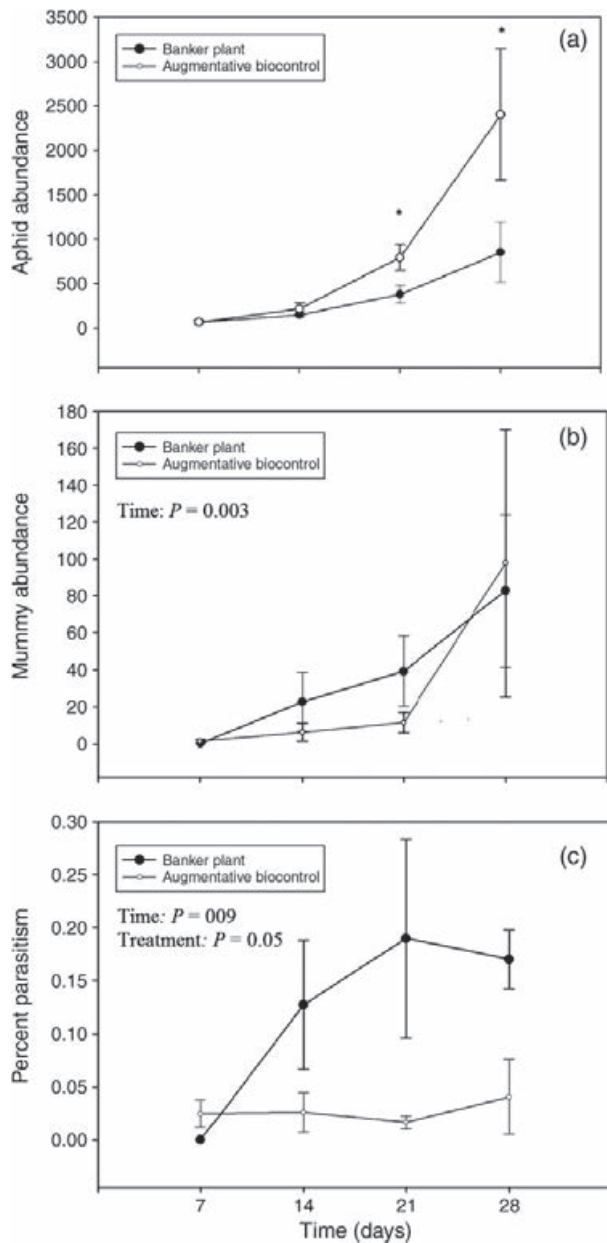 3500
3000
2500
2000
1500
1000
500
0
Aphid abundance
Banker plant
Augmentative biocontrol
(a)
*
*
180
160
140
120
100
80
60
40
20
0
Mummy abundance
Banker plant
Augmentative biocontrol
(b)
Time: P = 0.003
0.30
0.25
0.20
0.15
0.10
0.05
0.00
Percent parasitism
Banker plant
Augmentative biocontrol
(c)
Time: P = 009
Treatment: P = 0.05
7 14 21 28
Time (days)